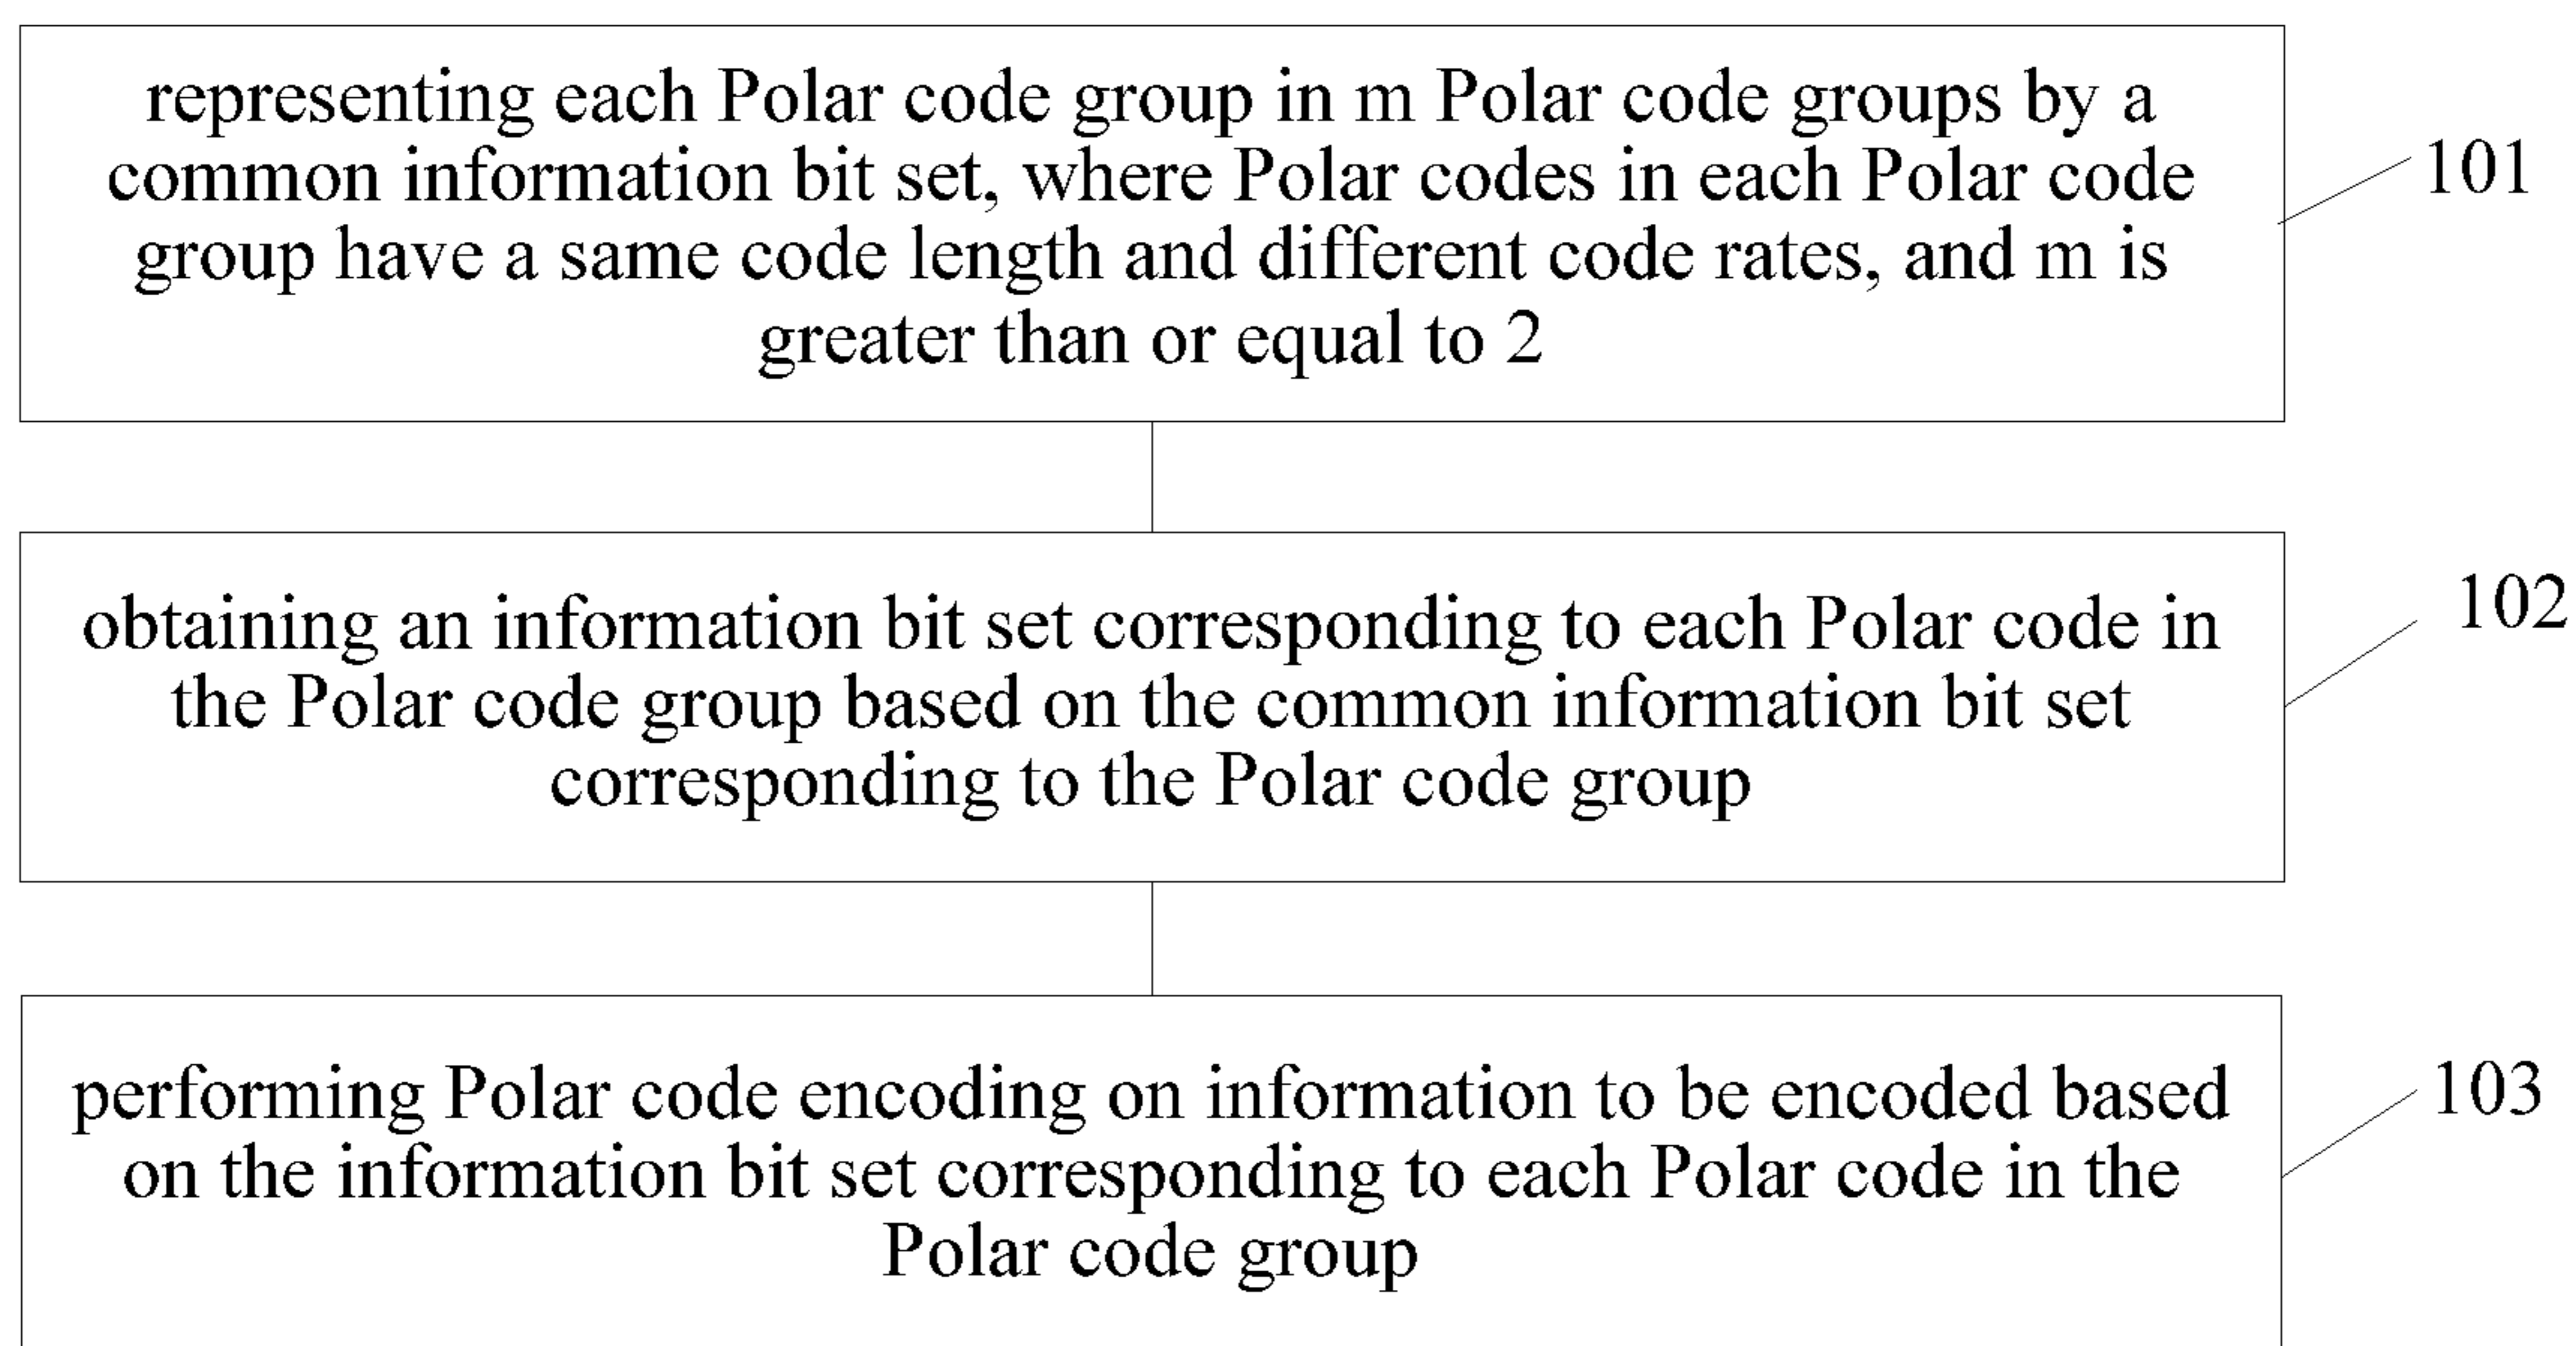 representing each Polar code group in m Polar code groups by a
common information bit set, where Polar codes in each Polar code
group have a same code length and different code rates, and m is
greater than or equal to 2
101
obtaining an information bit set corresponding to each Polar code in
the Polar code group based on the common information bit set
corresponding to the Polar code group
102
performing Polar code encoding on information to be encoded based
on the information bit set corresponding to each Polar code in the
Polar code group
103